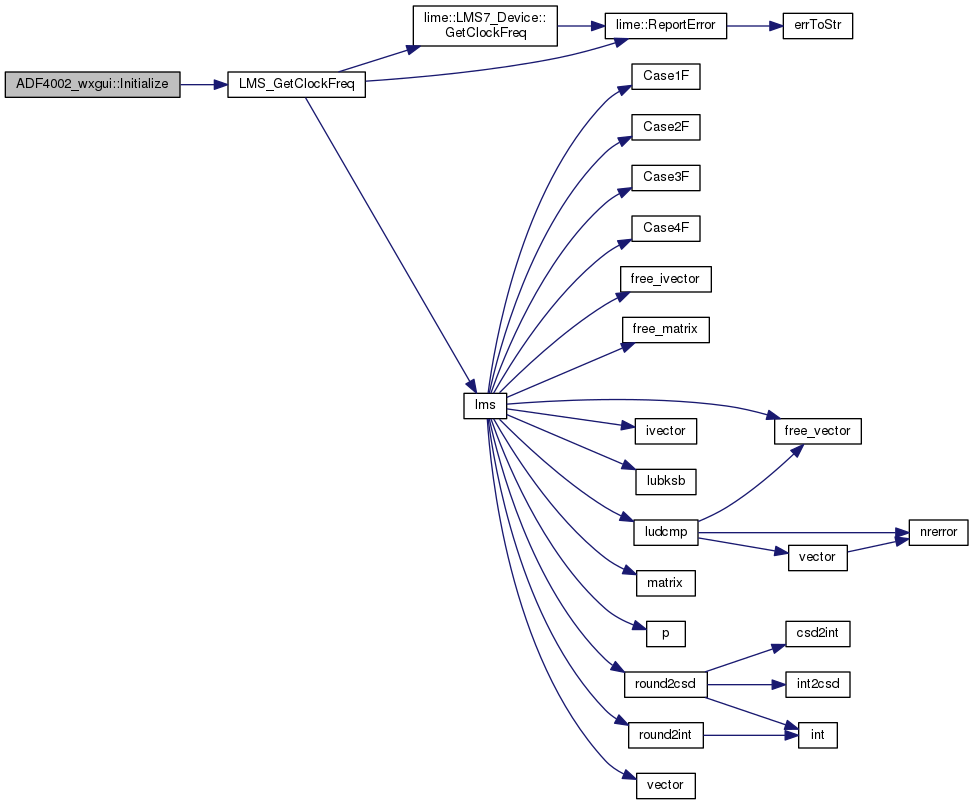 lime::LMS7_Device::
GetClockFreq
lime::ReportError
errToStr
ADF4002_wxgui::Initialize
LMS_GetClockFreq
Case1F
Case2F
Case3F
Case4F
free_ivector
free_matrix
lms
ivector
free_vector
lubksb
ludcmp
nrerror
vector
matrix
p
csd2int
round2csd
int2csd
round2int
int
vector